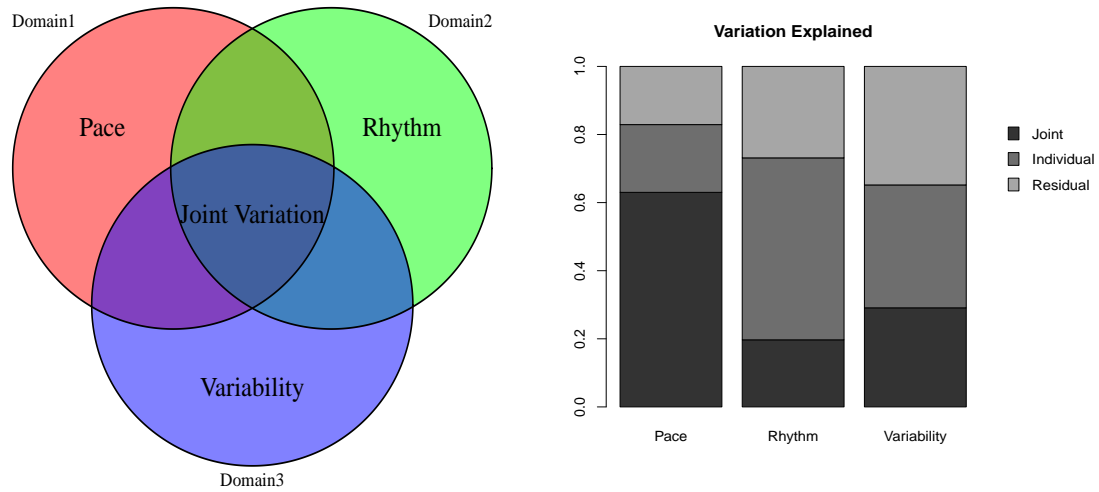 Domain1
Domain2
Pace
Rhythm
Joint Variation
Variability
Domain3
Variation Explained
1.0
0.8
0.6
0.4
0.2
0.0
Pace
Rhythm
Variability
Joint
Individual
Residual